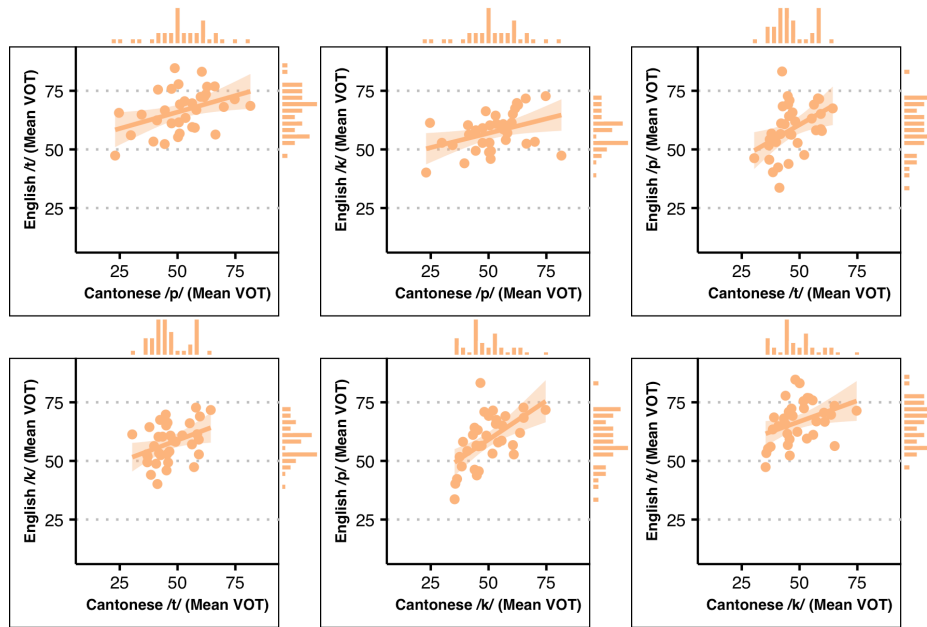 English /t/ (Mean VOT)
75
50
25
25 50 75
Cantonese /p/ (Mean VOT)
English /k/ (Mean VOT)
75
50
25
25 50 75
Cantonese /p/ (Mean VOT)
English /p/ (Mean VOT)
75
50
25
25 50 75
Cantonese /t/ (Mean VOT)
English /k/ (Mean VOT)
75
50
25
25 50 75
Cantonese /t/ (Mean VOT)
English /p/ (Mean VOT)
75
50
25
25 50 75
Cantonese /k/ (Mean VOT)
English /t/ (Mean VOT)
75
50
25
25 50 75
Cantonese /k/ (Mean VOT)